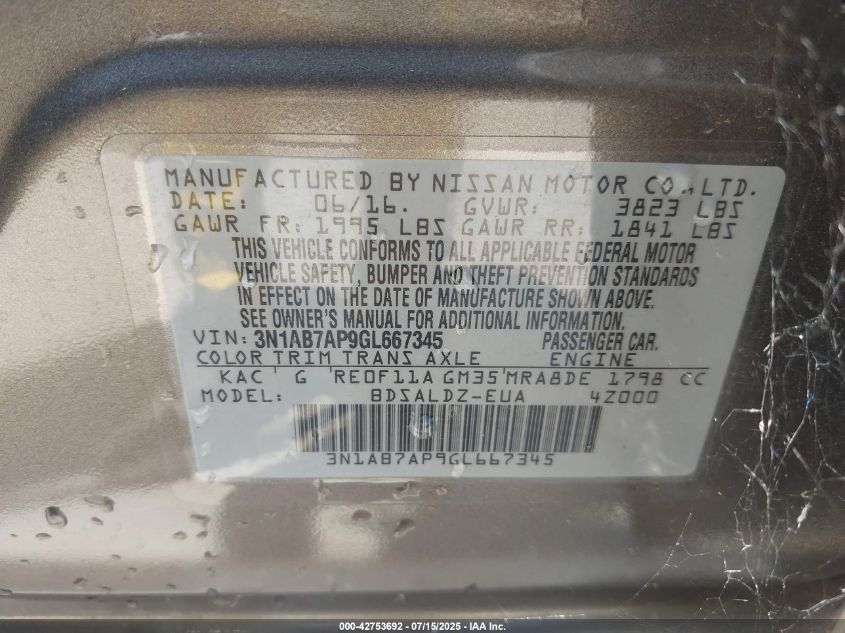 MANUFACTURED BY NISSAN MOTOR CO.,LTD.
DATE: 06/16. GVWR: 3823 LBS
GAWR FR: 1995 LBS GAWR RR: 1841 LBS
THIS VEHICLE CONFORMS TO ALL APPLICABLE FEDERAL MOTOR
VEHICLE SAFETY, BUMPER AND THEFT PREVENTION STANDARDS
IN EFFECT ON THE DATE OF MANUFACTURE SHOWN ABOVE.
SEE OWNER'S MANUAL FOR ADDITIONAL INFORMATION.
VIN: 3N1AB7AP9GL667345 PASSENGER CAR.
COLOR TRIM TRANS AXLE ENGINE
KAC G RE0F11A GM35 MRA8DE 1798 CC
MODEL: BDSALDZ-EUA 4Z000
3N1AB7AP9GL667345
000-42753692 - 07/15/2025 - IAA Inc.